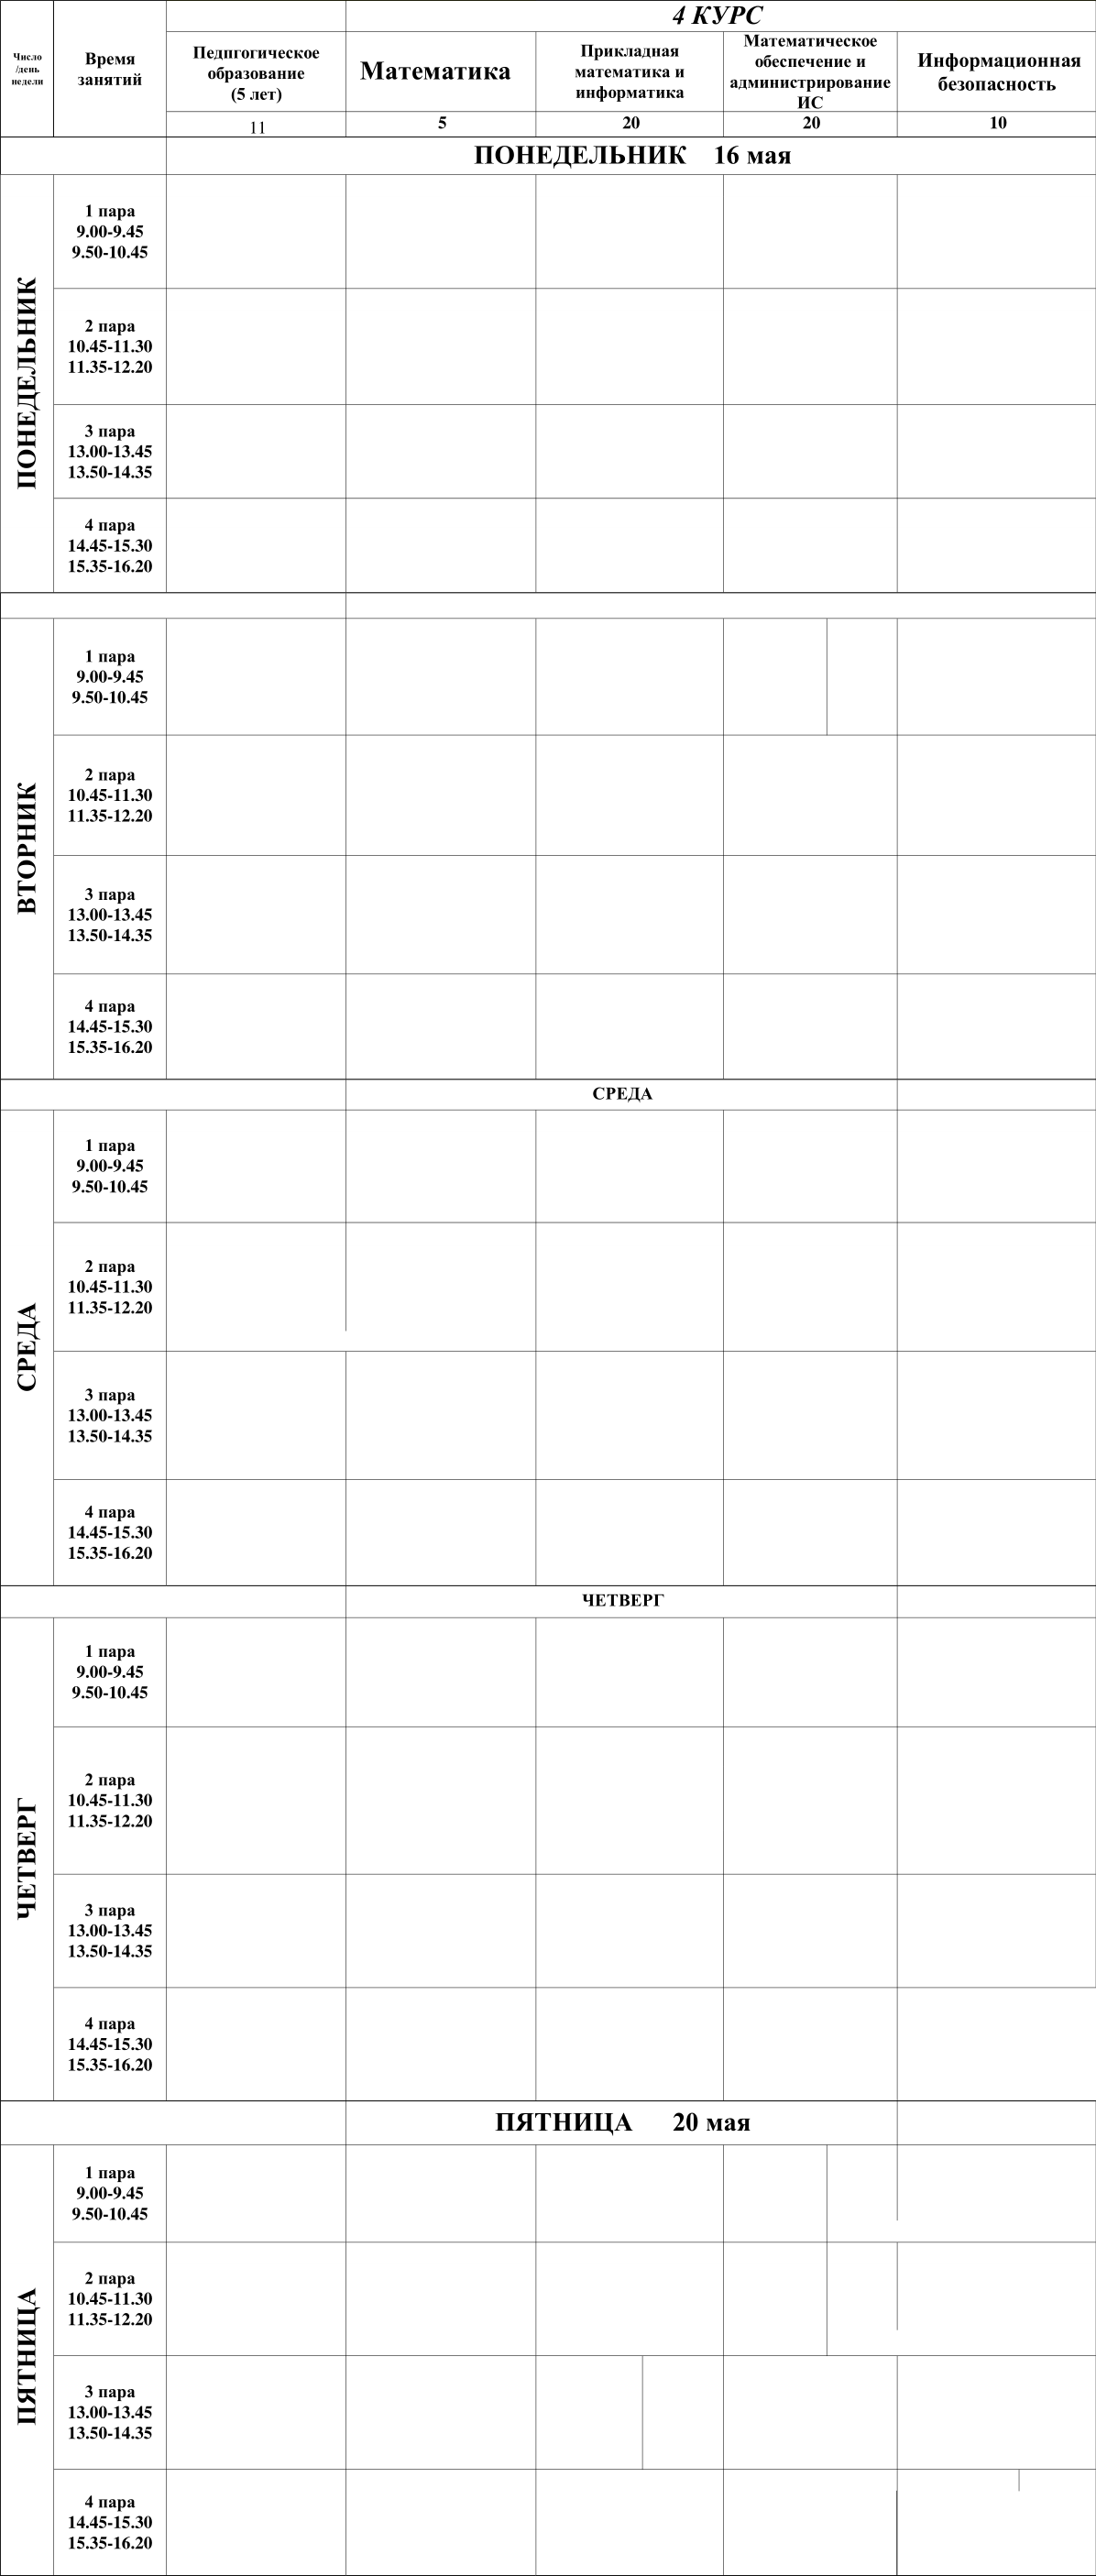 4 КУРС
Число
/день
недели
Время
занятий
Педпгогическое
образование
(5 лет)
Математика
Прикладная
математика и
информатика
Математическое
обеспечение и
администрирование
ИС
Информационная
безопасность
11
5
20
20
10
ПОНЕДЕЛЬНИК 16 мая
ПОНЕДЕЛЬНИК
1 пара
9.00-9.45
9.50-10.45
2 пара
10.45-11.30
11.35-12.20
3 пара
13.00-13.45
13.50-14.35
4 пара
14.45-15.30
15.35-16.20
ВТОРНИК
1 пара
9.00-9.45
9.50-10.45
2 пара
10.45-11.30
11.35-12.20
3 пара
13.00-13.45
13.50-14.35
4 пара
14.45-15.30
15.35-16.20
СРЕДА
СРЕДА
1 пара
9.00-9.45
9.50-10.45
2 пара
10.45-11.30
11.35-12.20
3 пара
13.00-13.45
13.50-14.35
4 пара
14.45-15.30
15.35-16.20
ЧЕТВЕРГ
ЧЕТВЕРГ
1 пара
9.00-9.45
9.50-10.45
2 пара
10.45-11.30
11.35-12.20
3 пара
13.00-13.45
13.50-14.35
4 пара
14.45-15.30
15.35-16.20
ПЯТНИЦА 20 мая
ПЯТНИЦА
1 пара
9.00-9.45
9.50-10.45
2 пара
10.45-11.30
11.35-12.20
3 пара
13.00-13.45
13.50-14.35
4 пара
14.45-15.30
15.35-16.20